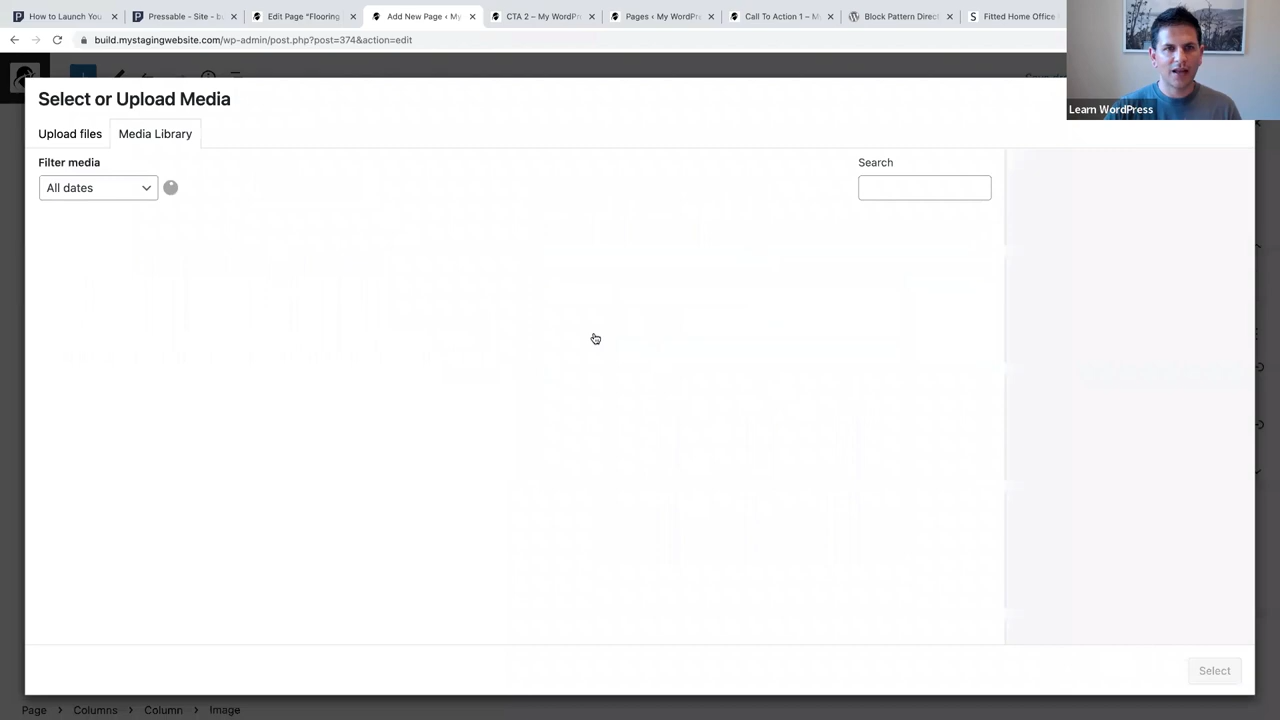 How to Launch You
Pressable - Site - b
Edit Page “Flooring
Add New Page ‹ My
CTA 2 – My WordPr
Pages ‹ My WordPre
Call To Action 1 – My
Block Pattern Direct
Fitted Home Office
build.mystagingwebsite.com/wp-admin/post.php?post=374&action=edit
Learn WordPress
Select or Upload Media
Upload files
Media Library
Filter media
Search
All dates
Select
Page > Columns > Column > Image